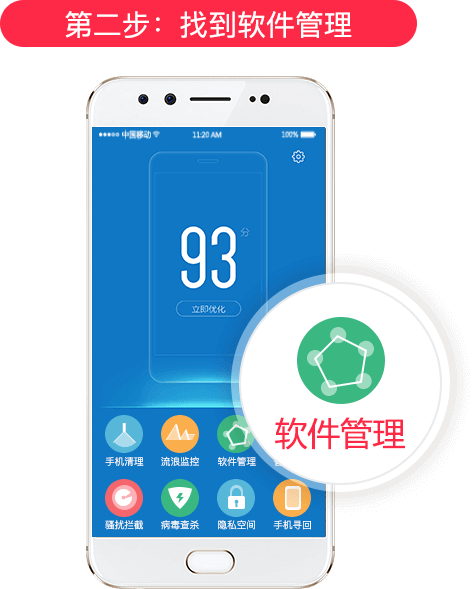 第二步：找到软件管理
中国移动 11:20 AM 100%
93分
立即优化
软件管理
手机清理 流浪监控 软件管理
骚扰拦截 病毒查杀 隐私空间 手机寻回